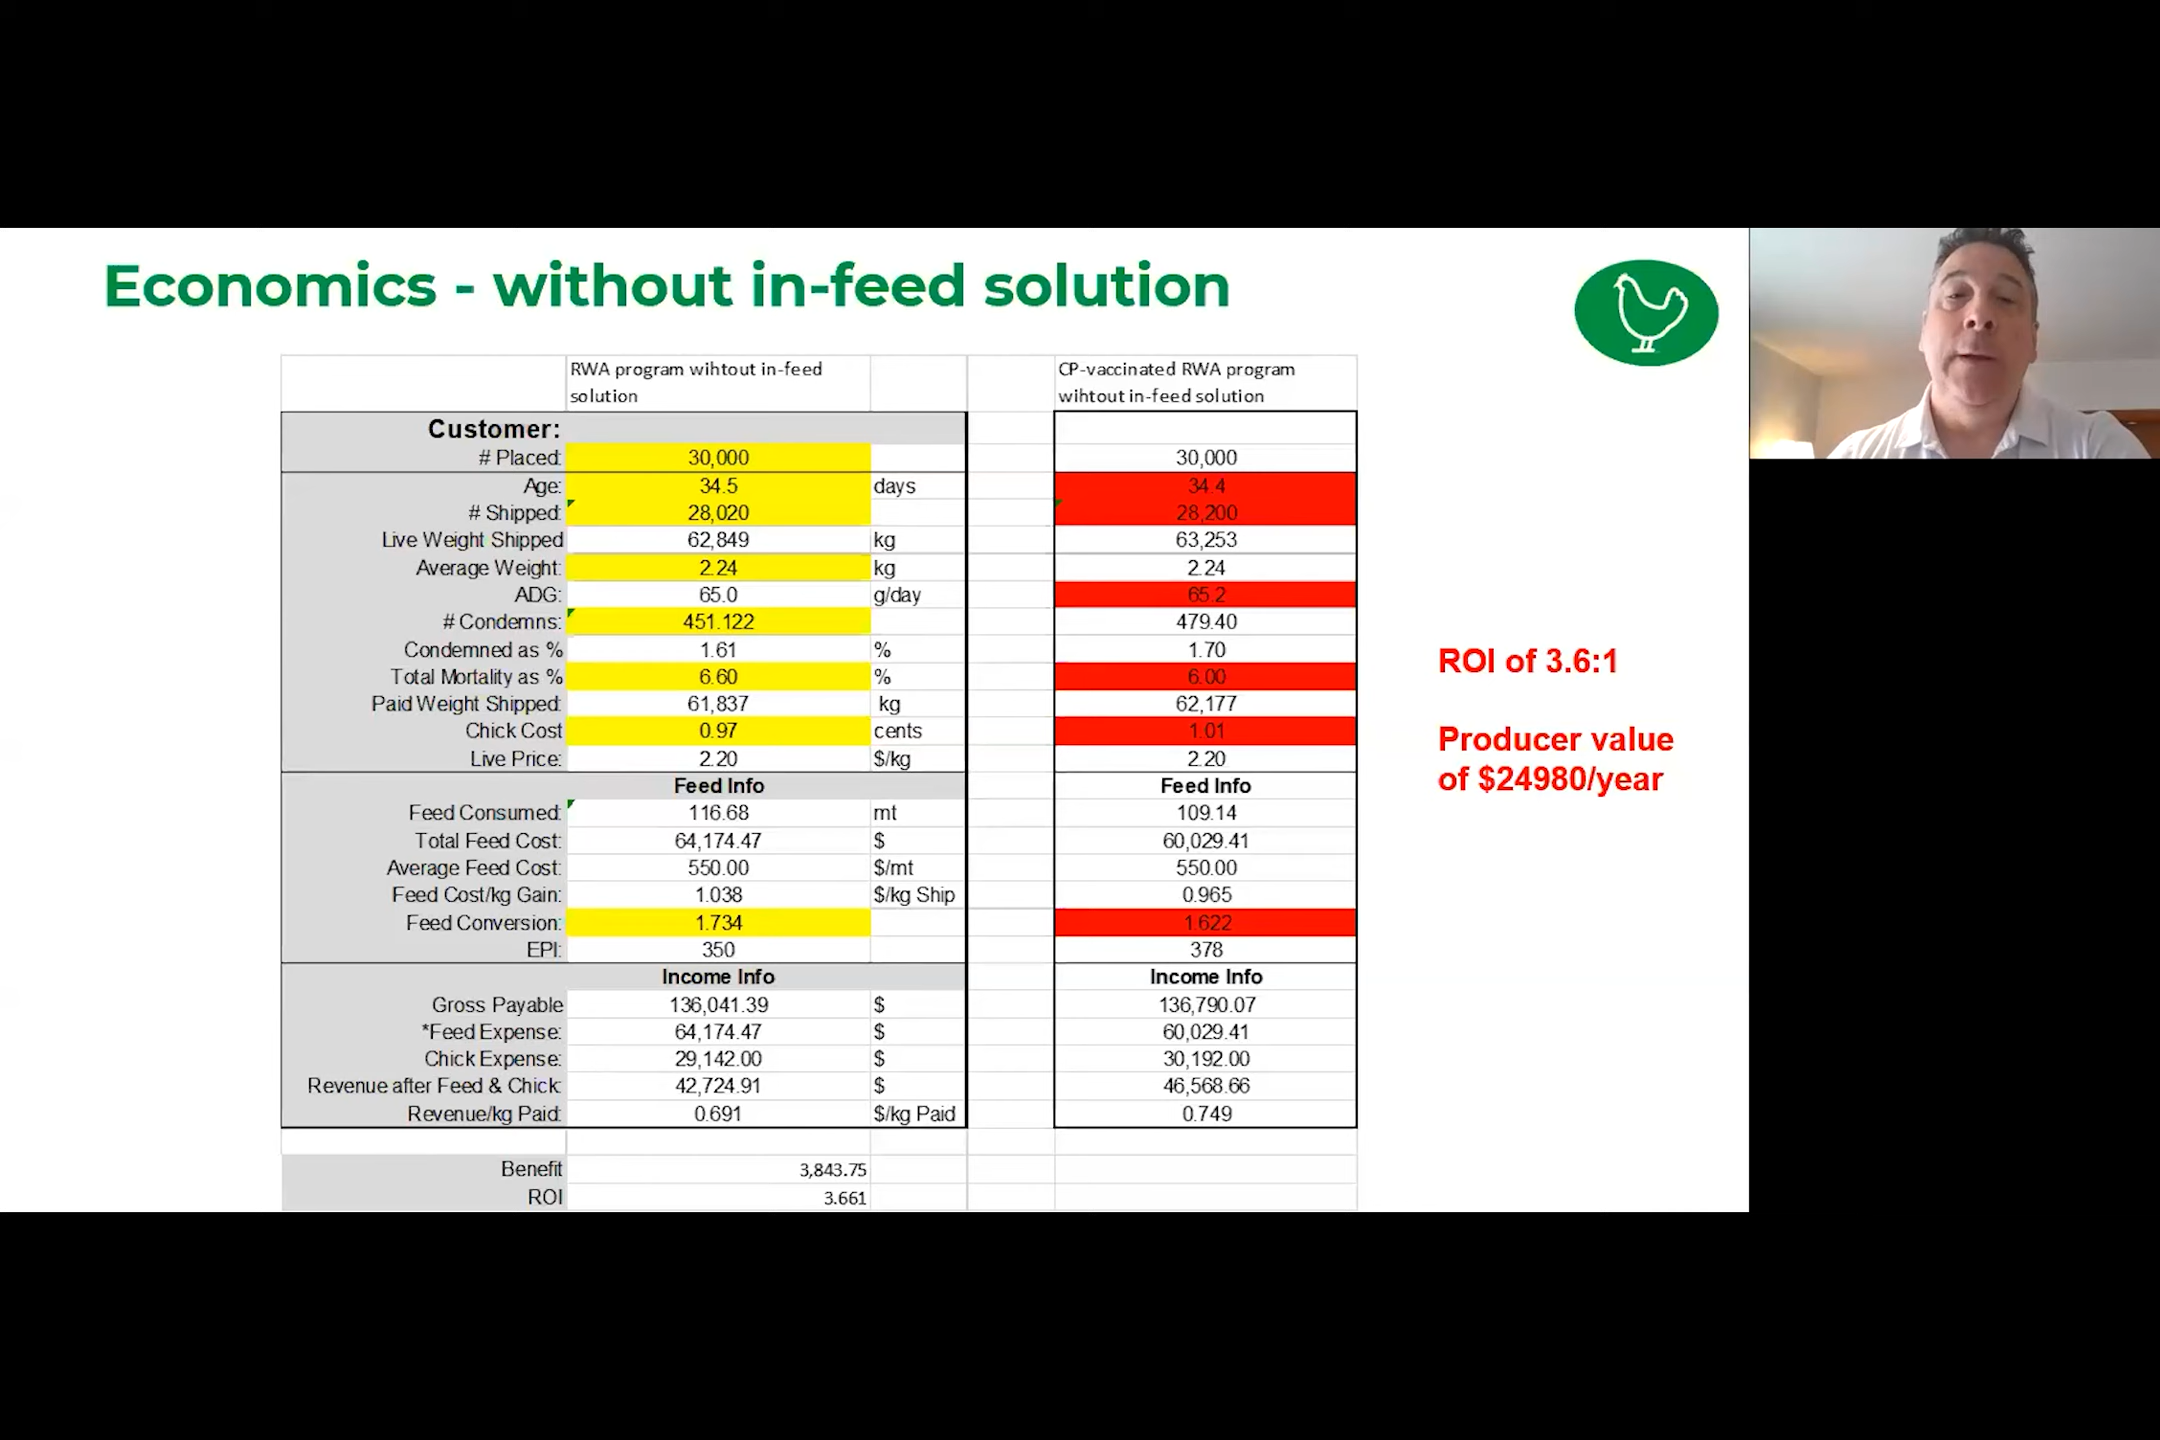 Economics - without in-feed solution
RWA program wihtout in-feed solution CP-vaccinated RWA program wihtout in-feed solution
Customer:
# Placed: 30,000 30,000
Age: 34.5 days 34.4
# Shipped: 28,020 28,200
Live Weight Shipped 62,849 kg 63,253
Average Weight: 2.24 kg 2.24
ADG: 65.0 g/day 65.2
# Condemns: 451.122 479.40
Condemned as % 1.61 % 1.70
Total Mortality as % 6.60 % 6.00
Paid Weight Shipped: 61,837 kg 62,177
Chick Cost 0.97 cents 1.01
Live Price: 2.20 $/kg 2.20
Feed Info Feed Info
Feed Consumed: 116.68 mt 109.14
Total Feed Cost: 64,174.47 $ 60,029.41
Average Feed Cost: 550.00 $/mt 550.00
Feed Cost/kg Gain: 1.038 $/kg Ship 0.965
Feed Conversion: 1.734 1.622
EPI: 350 378
Income Info Income Info
Gross Payable 136,041.39 $ 136,790.07
*Feed Expense: 64,174.47 $ 60,029.41
Chick Expense: 29,142.00 $ 30,192.00
Revenue after Feed & Chick: 42,724.91 $ 46,568.66
Revenue/kg Paid: 0.691 $/kg Paid 0.749
Benefit 3,843.75
ROI 3.661
ROI of 3.6:1
Producer value
of $24980/year